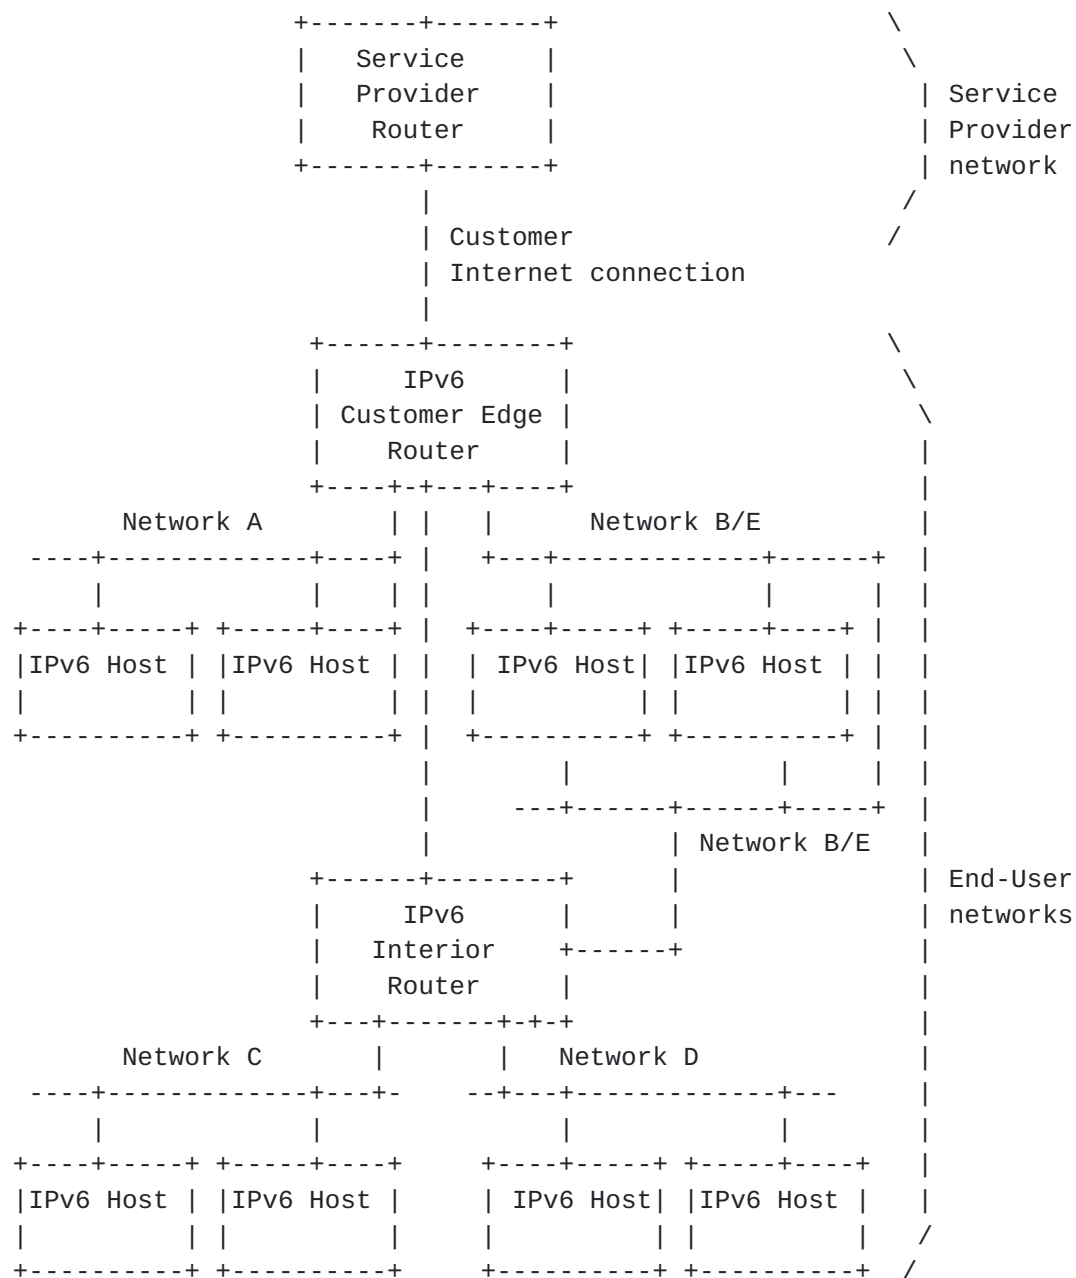 Service
Provider
Router
Service
Provider
network
Customer
Internet connection
IPv6
Customer Edge
Router
Network A
Network B/E
IPv6 Host
IPv6 Host
IPv6 Host
IPv6 Host
Network B/E
End-User
networks
IPv6
Interior
Router
Network C
Network D
IPv6 Host
IPv6 Host
IPv6 Host
IPv6 Host